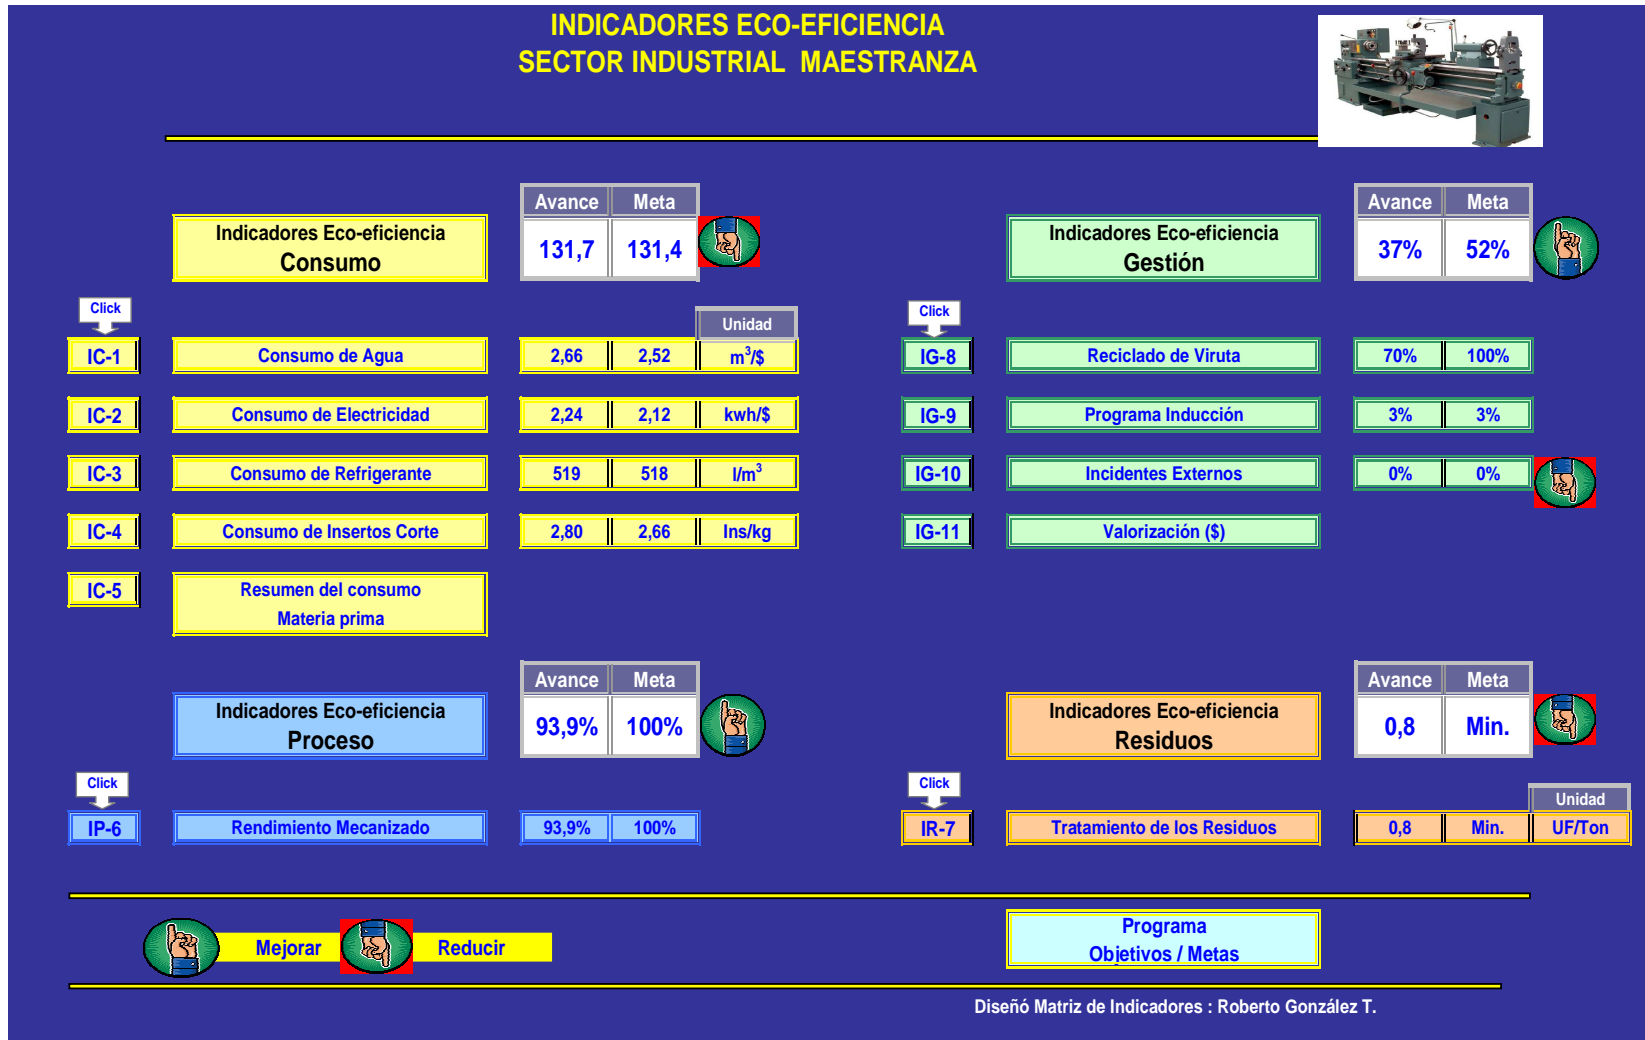 INDICADORES ECO-EFICIENCIA
SECTOR INDUSTRIAL  MAESTRANZA
Avance Meta
Indicadores Eco-eficiencia
Consumo
131,7 131,4
Click
Unidad
IC-1 Consumo de Agua 2,66 2,52 m³/$
IC-2 Consumo de Electricidad 2,24 2,12 kwh/$
IC-3 Consumo de Refrigerante 519 518 l/m³
IC-4 Consumo de Insertos Corte 2,80 2,66 Ins/kg
IC-5 Resumen del consumo
Materia prima
Avance Meta
Indicadores Eco-eficiencia
Gestión
37% 52%
Click
IG-8 Reciclado de Viruta 70% 100%
IG-9 Programa Inducción 3% 3%
IG-10 Incidentes Externos 0% 0%
IG-11 Valorización ($)
Avance Meta
Indicadores Eco-eficiencia
Proceso
93,9% 100%
Click
IP-6 Rendimiento Mecanizado 93,9% 100%
Avance Meta
Indicadores Eco-eficiencia
Residuos
0,8 Min.
Click
Unidad
IR-7 Tratamiento de los Residuos 0,8 Min. UF/Ton
Mejorar Reducir
Programa
Objetivos / Metas
Diseñó Matriz de Indicadores : Roberto González T.